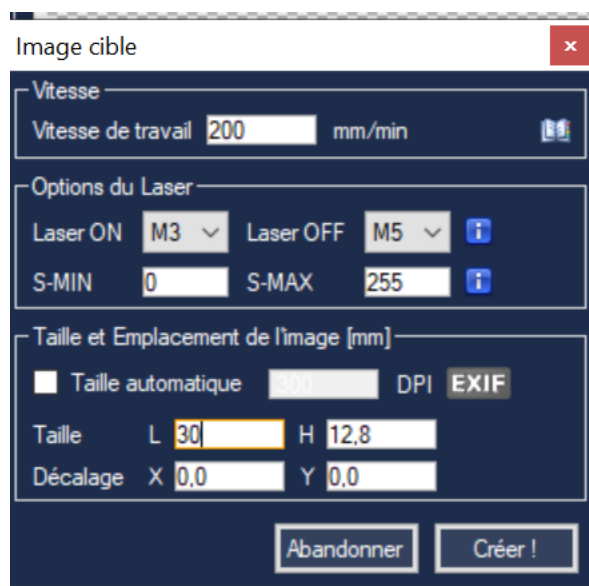 Image cible
Vitesse
Vitesse de travail 200 mm/min
Options du Laser
Laser ON M3 Laser OFF M5
S-MIN 0 S-MAX 255
Taille et Emplacement de l'image [mm]
Taille automatique 300 DPI EXIF
Taille L 30 H 12,8
Décalage X 0,0 Y 0,0
Abandonner Créer !